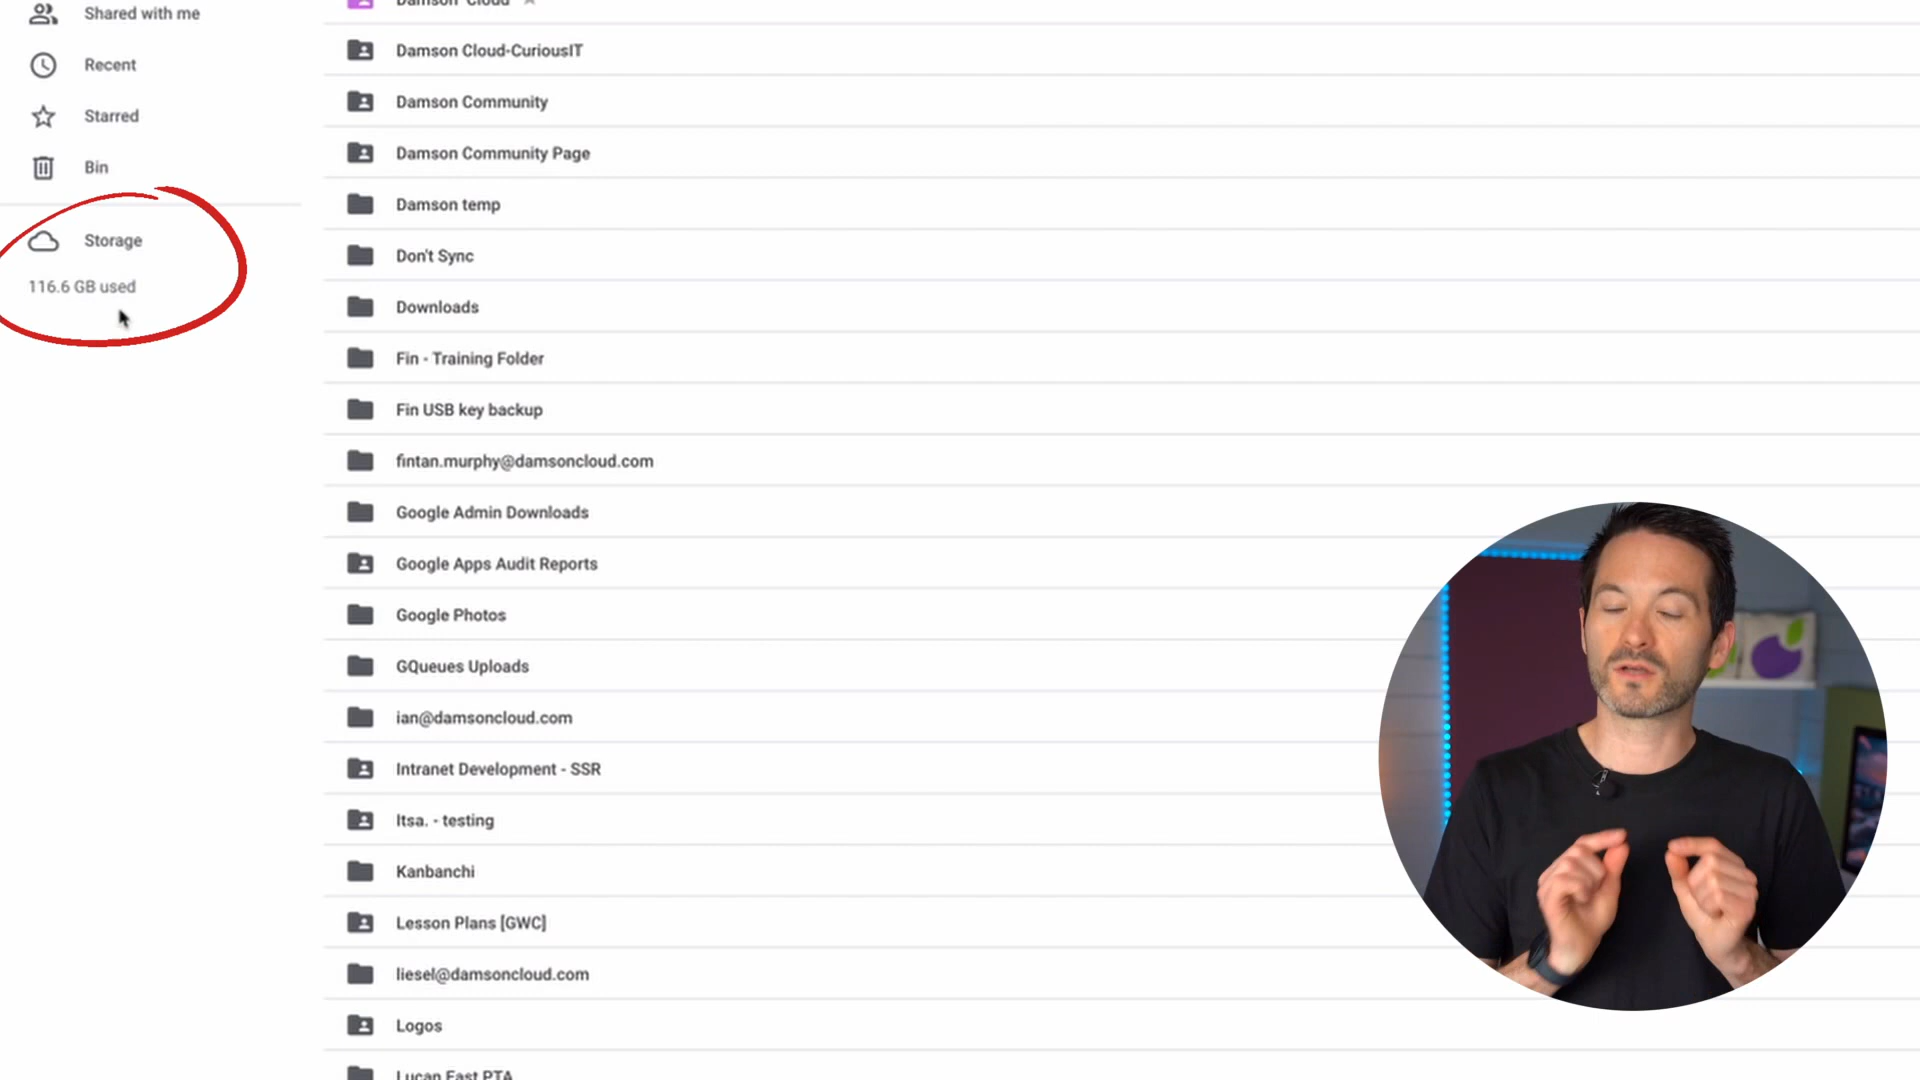 Shared with me
Recent
Starred
Bin
Storage
116.6 GB used
Damson Cloud
Damson Cloud-CuriousIT
Damson Community
Damson Community Page
Damson temp
Don't Sync
Downloads
Fin - Training Folder
Fin USB key backup
fintan.murphy@damsoncloud.com
Google Admin Downloads
Google Apps Audit Reports
Google Photos
GQueues Uploads
ian@damsoncloud.com
Intranet Development - SSR
Itsa. - testing
Kanbanchi
Lesson Plans [GWC]
liesel@damsoncloud.com
Logos
Lucan East PTA